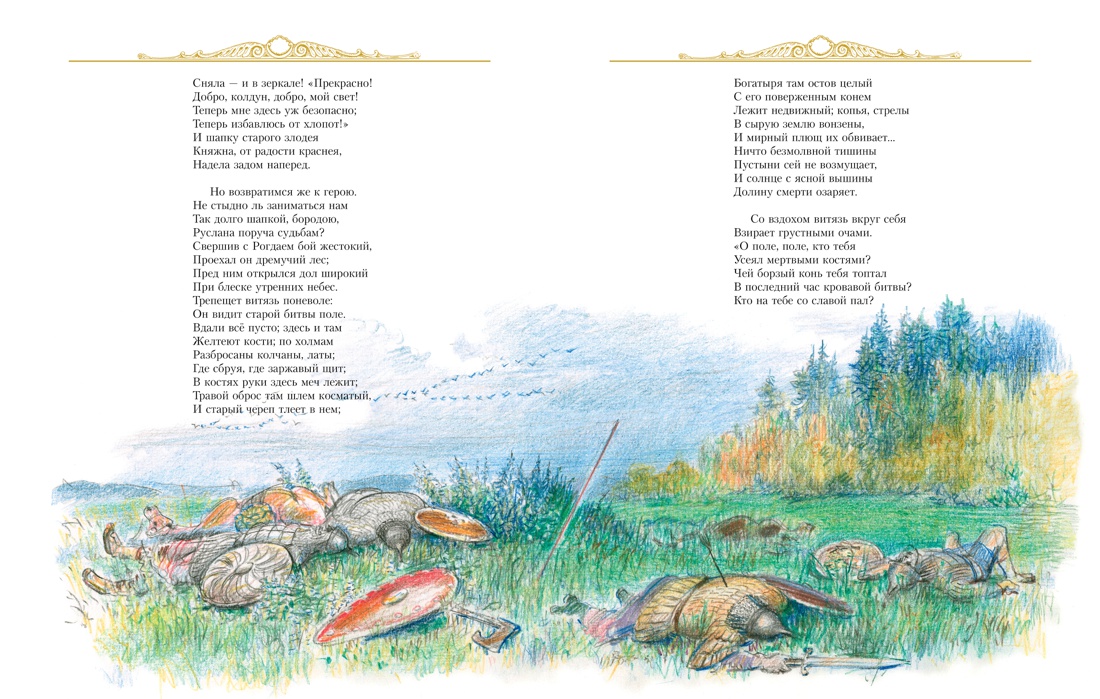 Сняла — и в зеркале! «Прекрасно!
Добро, колдун, добро, мой свет!
Теперь мне здесь уж безопасно;
Теперь избавлюсь от хлопот!»
И шапку старого злодея
Княжна, от радости краснея,
Надела задом наперед.
Но возвратимся же к герою.
Не стыдно ль заниматься нам
Так долго шапкой, бородою,
Руслана поруча судьбам?
Свершив с Рогдаем бой жестокий,
Проехал он дремучий лес;
Пред ним открылся дол широкий
При блеске утренних небес.
Трепещет витязь поневоле:
Он видит старой битвы поле.
Вдали всё пусто; здесь и там
Желтеют кости; по холмам
Разбросаны колчаны, латы;
Где сбруя, где заржавый щит;
В костях руки здесь меч лежит;
Травой оброс там шлем косматый,
И старый череп тлеет в нем;
Богатыря там остов целый
С его поверженным конем
Лежит недвижный; копья, стрелы
В сырую землю вонзены,
И мирный плющ их обвивает...
Ничто безмолвной тишины
Пустыни сей не возмущает,
И солнце с ясной вышины
Долину смерти озаряет.
Со вздохом витязь вкруг себя
Взирает грустными очами.
«О поле, поле, кто тебя
Усеял мертвыми костями?
Чей борзый конь тебя топтал
В последний час кровавой битвы?
Кто на тебе со славой пал?